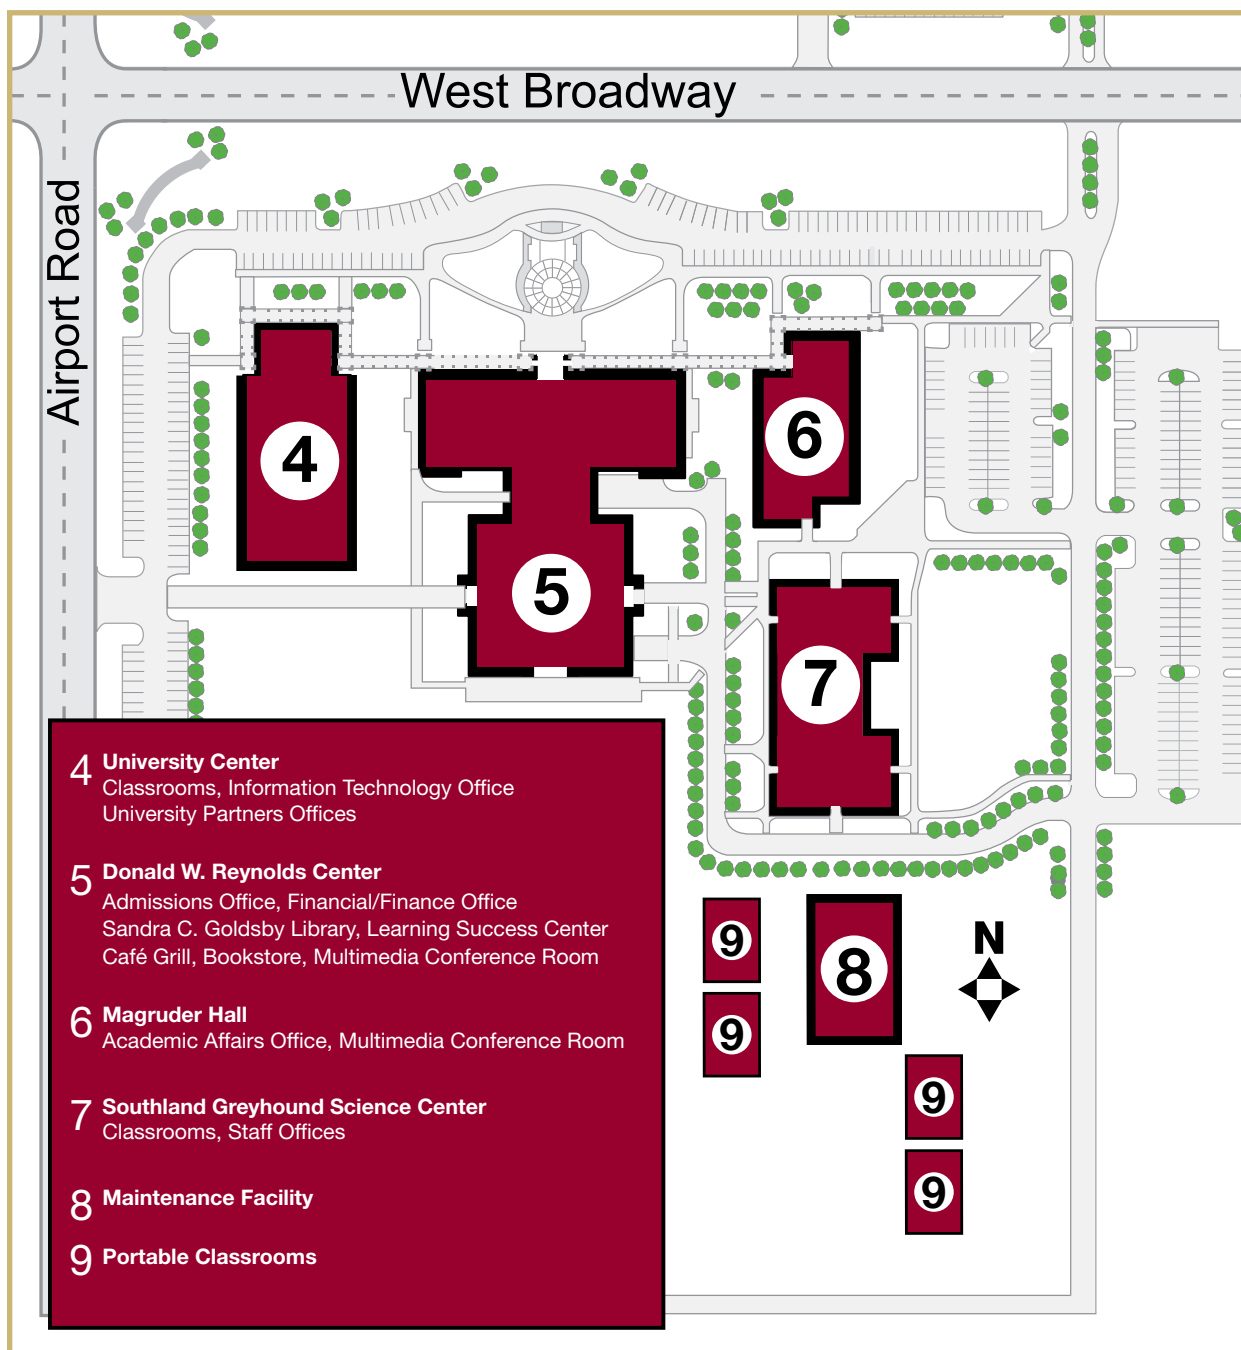 West Broadway
Airport Road
4
6
5
7
4 University Center
Classrooms, Information Technology Office
University Partners Offices
5 Donald W. Reynolds Center
Admissions Office, Financial/Finance Office
Sandra C. Goldsby Library, Learning Success Center
Café Grill, Bookstore, Multimedia Conference Room
6 Magruder Hall
Academic Affairs Office, Multimedia Conference Room
7 Southland Greyhound Science Center
Classrooms, Staff Offices
8 Maintenance Facility
9 Portable Classrooms
9
8
N
9
9
9